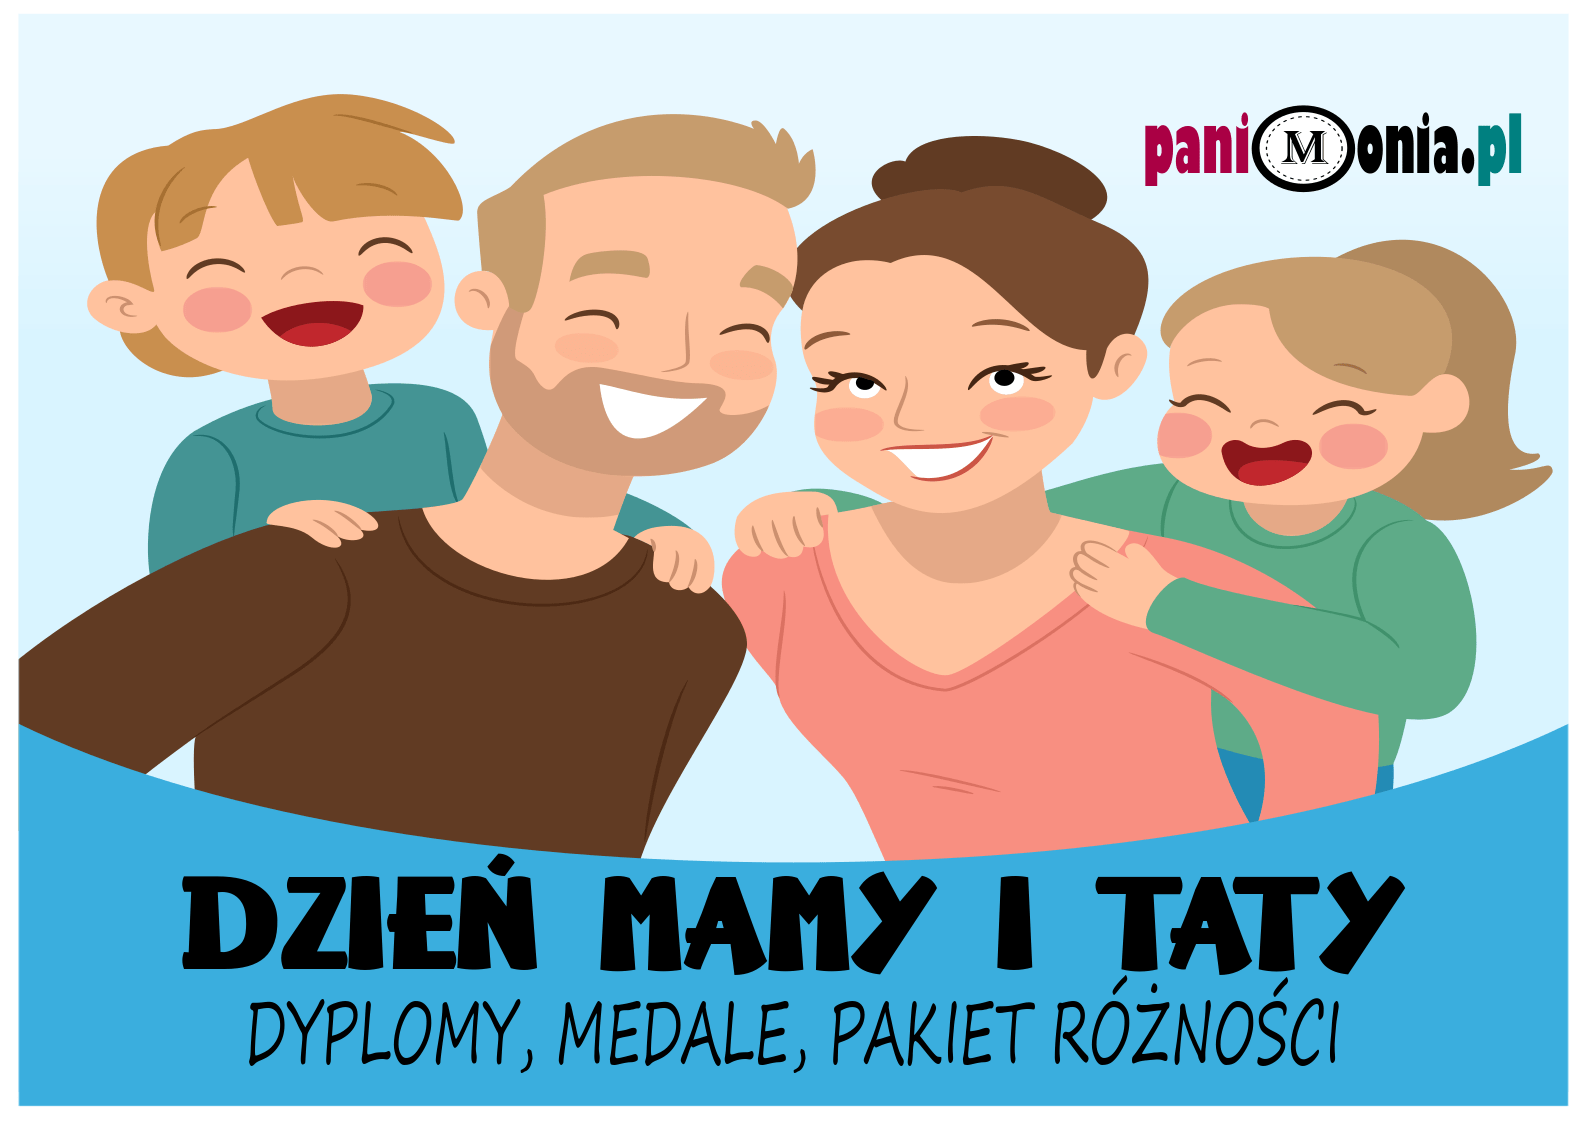 paniMonia.pl
DZIEŃ MAMY I TATY
DYPLOMY, MEDALE, PAKIET RÓŻNOŚCI